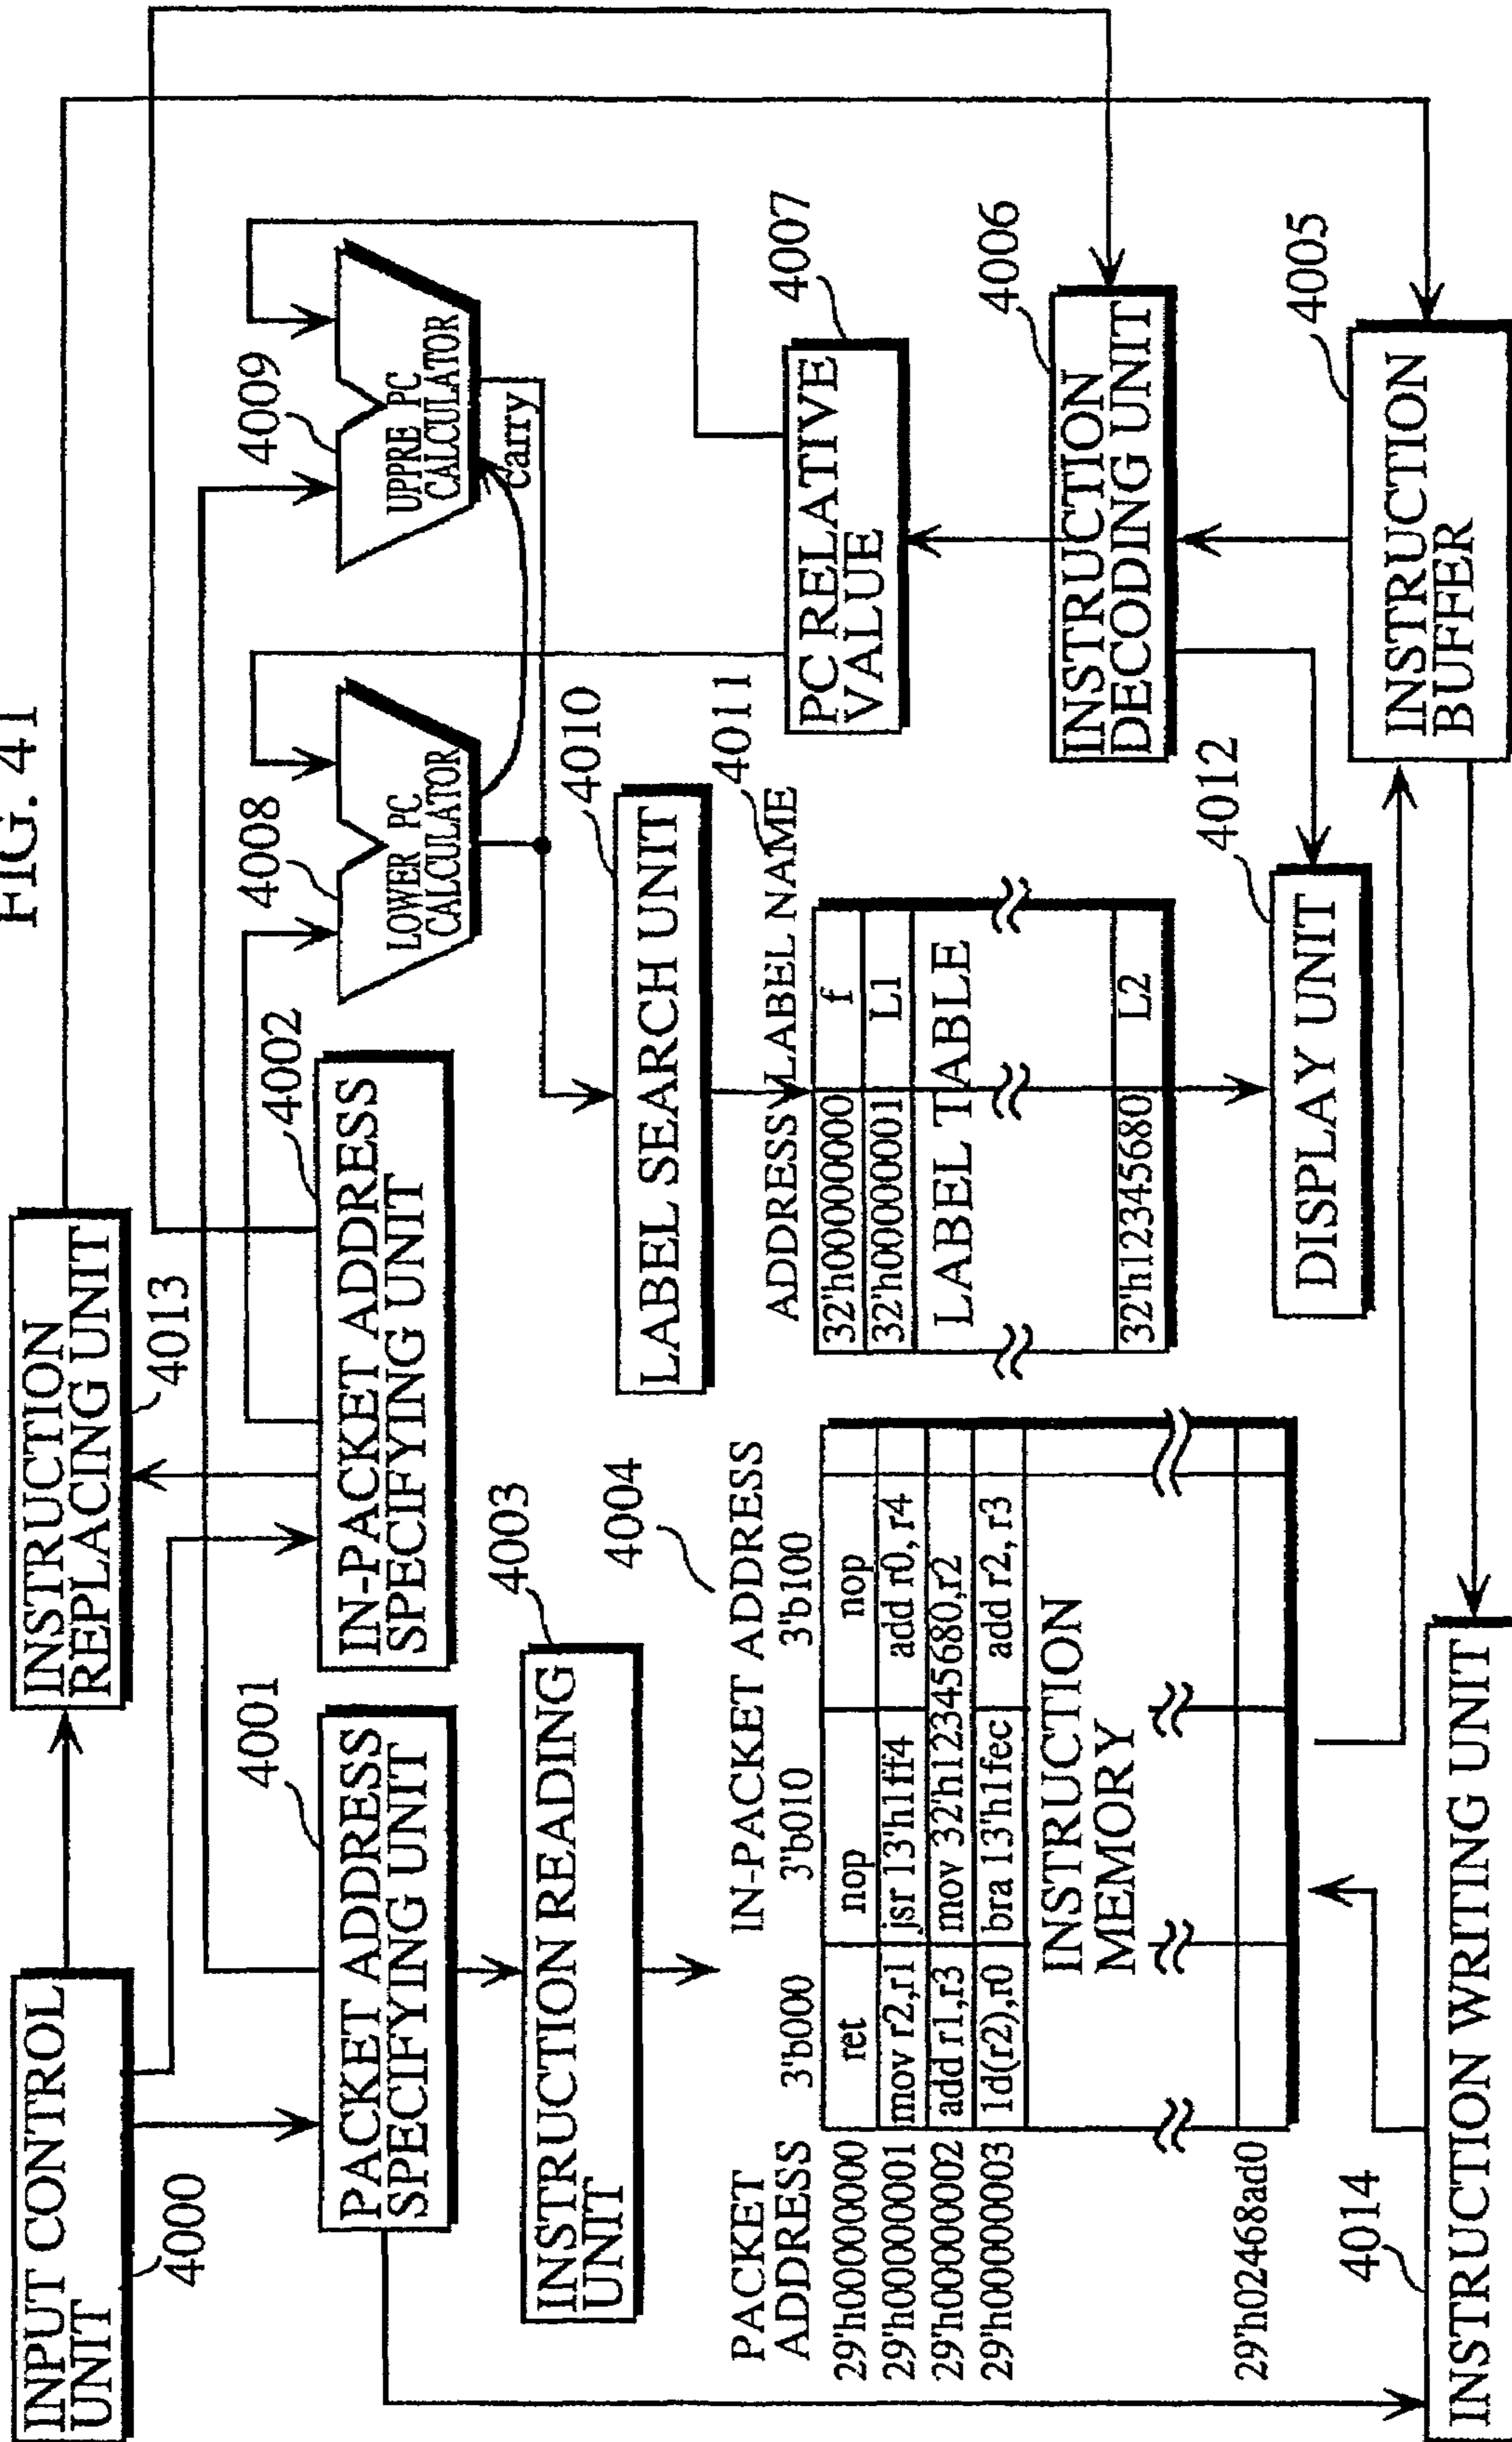 FIG. 41
INPUT CONTROL
UNIT
4000
INSTRUCTION
REPLACING UNIT
4013
PACKET ADDRESS
SPECIFYING UNIT
4001
IN-PACKET ADDRESS
SPECIFYING UNIT
4002
LOWER PC
CALCULATOR
4008
UPPRE PC
CALCULATOR
4009
carry
INSTRUCTION READING
UNIT
4003
LABEL SEARCH UNIT
4010
PC RELATIVE
VALUE
4007
PACKET
ADDRESS
IN-PACKET ADDRESS
4004
3'b000 3'b010 3'b100
29'h00000000 ret nop nop
29'h00000001 mov r2,r1 jsr 13'h1ff4 add r0,r4
29'h00000002 add r1,r3 mov 32'h12345680,r2
29'h00000003 1d(r2),r0 bra 13'h1fec add r2,r3
INSTRUCTION
MEMORY
29'h02468ad0
ADDRESS LABEL NAME
4011
32'h00000000 f
32'h00000001 L1
LABEL TABLE
32'h12345680 L2
INSTRUCTION
DECODING UNIT
4006
DISPLAY UNIT
4012
INSTRUCTION
BUFFER
4005
INSTRUCTION WRITING UNIT
4014